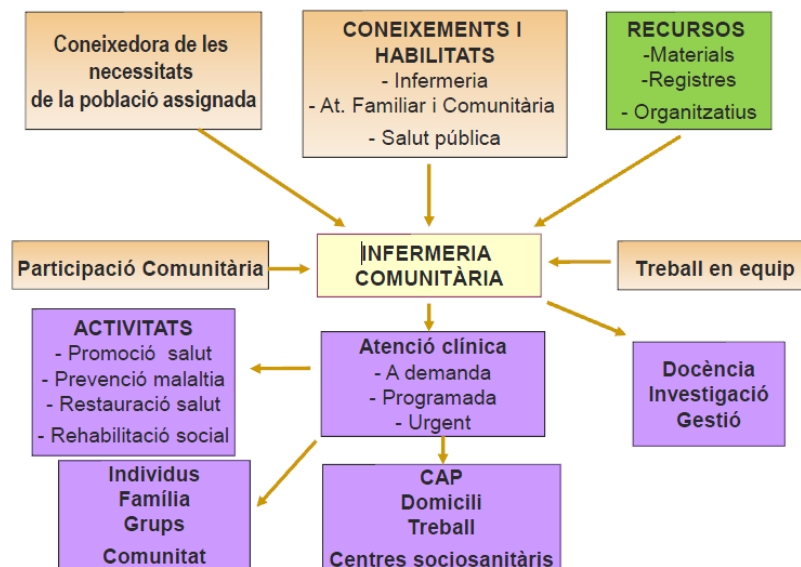 Coneixedora de les
necessitats
de la població assignada
CONEIXEMENTS I
HABILITATS
- Infermeria
- At. Familiar i Comunitària
- Salut pública
RECURSOS
-Materials
-Registres
- Organitzatius
Participació Comunitària
INFERMERIA
COMUNITÀRIA
Treball en equip
ACTIVITATS
- Promoció salut
- Prevenció malaltia
- Restauració salut
- Rehabilitació social
Atenció clínica
- A demanda
- Programada
- Urgent
Docència
Investigació
Gestió
Individus
Família
Grups
Comunitat
CAP
Domicili
Treball
Centres sociosanitàris